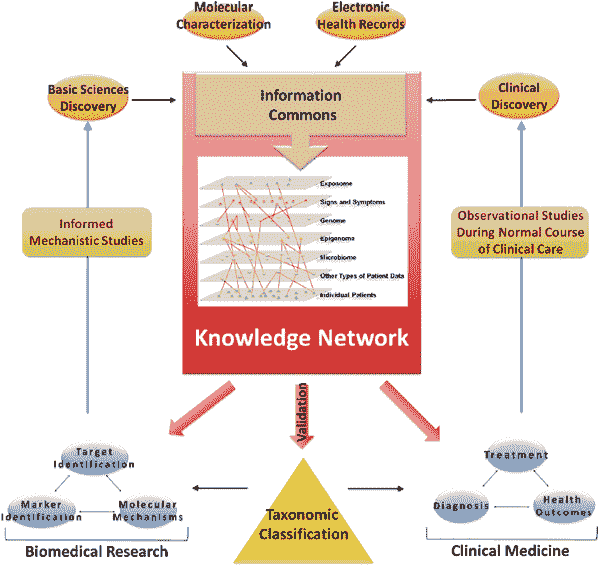 Molecular
Characterization
Electronic
Health Records
Basic Sciences
Discovery
Information
Commons
Clinical
Discovery
Exposome
Signs and Symptoms
Genome
Epigenome
Microbiome
Other Types of Patient Data
Individual Patients
Informed
Mechanistic Studies
Observational Studies
During Normal Course
of Clinical Care
Knowledge Network
Validation
Target
Identification
Marker
Identification
Molecular
Mechanisms
Biomedical Research
Taxonomic
Classification
Treatment
Diagnosis
Health
Outcomes
Clinical Medicine